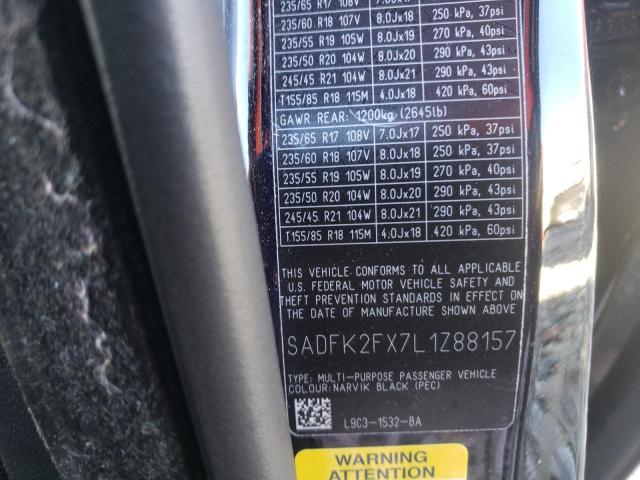 235/65 R17 108V 7.0Jx17
235/60 R18 107V 8.0Jx18 250 kPa, 37psi
235/55 R19 105W 8.0Jx19 270 kPa, 40psi
235/50 R20 104W 8.0Jx20 290 kPa, 43psi
245/45 R21 104W 8.0Jx21 290 kPa, 43psi
T155/85 R18 115M 4.0Jx18 420 kPa, 60psi
GAWR REAR: 1200kg (2645lb)
235/65 R17 108V 7.0Jx17 250 kPa, 37psi
235/60 R18 107V 8.0Jx18 250 kPa, 37psi
235/55 R19 105W 8.0Jx19 270 kPa, 40psi
235/50 R20 104W 8.0Jx20 290 kPa, 43psi
245/45 R21 104W 8.0Jx21 290 kPa, 43psi
T155/85 R18 115M 4.0Jx18 420 kPa, 60psi
THIS VEHICLE CONFORMS TO ALL APPLICABLE
U.S. FEDERAL MOTOR VEHICLE SAFETY AND
THEFT PREVENTION STANDARDS IN EFFECT ON
THE DATE OF MANUFACTURE SHOWN ABOVE
SADFK2FX7L1Z88157
TYPE: MULTI-PURPOSE PASSENGER VEHICLE
COLOUR:NARVIK BLACK (PEC)
L9C3-1532-BA
WARNING
ATTENTION